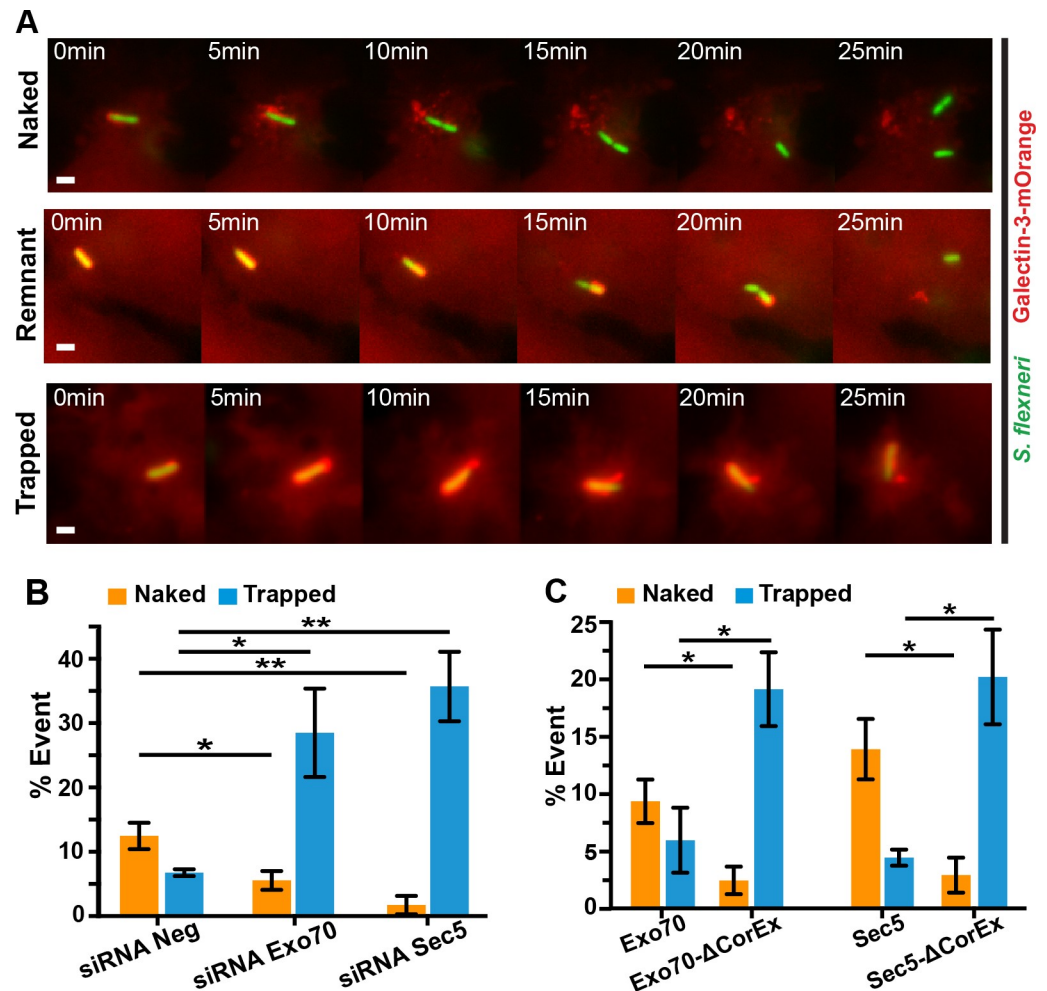 A
Naked
0min 5min 10min 15min 20min 25min
Remnant
0min 5min 10min 15min 20min 25min
Trapped
0min 5min 10min 15min 20min 25min
S. flexneri Galectin-3-mOrange
B
Naked Trapped
% Event
40
30
20
10
0
** 
*
**
*
siRNA Neg siRNA Exo70 siRNA Sec5
C
Naked Trapped
% Event
25
20
15
10
5
0
*
*
*
*
Exo70 Exo70-ΔCorEx Sec5 Sec5-ΔCorEx